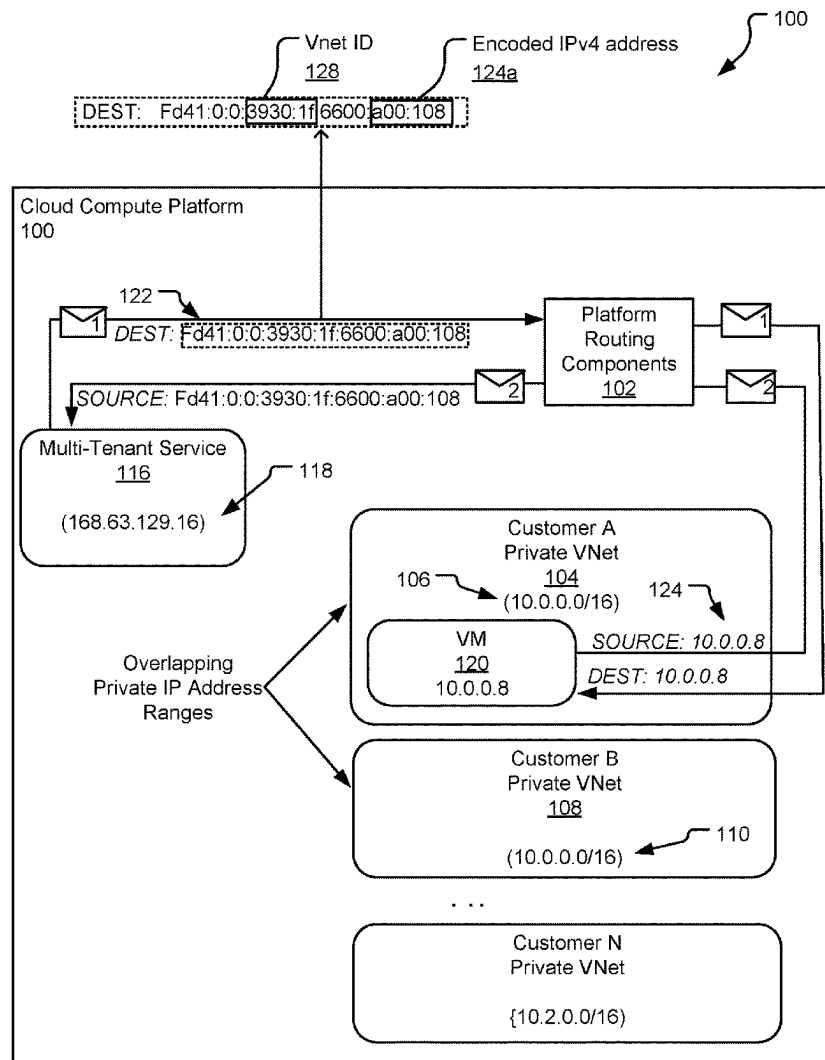 100
Vnet ID
128
Encoded IPv4 address
124a
DEST: Fd41:0:0:3930:1f:6600:a00:108
Cloud Compute Platform
100
122
1
DEST: Fd41:0:0:3930:1f:6600:a00:108
Platform
Routing
Components
102
1
2
SOURCE: Fd41:0:0:3930:1f:6600:a00:108
2
Multi-Tenant Service
116
(168.63.129.16)
118
Customer A
Private VNet
104
106
(10.0.0.0/16)
124
VM
120
10.0.0.8
SOURCE: 10.0.0.8
DEST: 10.0.0.8
Overlapping
Private IP Address
Ranges
Customer B
Private VNet
108
110
(10.0.0.0/16)
. . .
Customer N
Private VNet
{10.2.0.0/16)